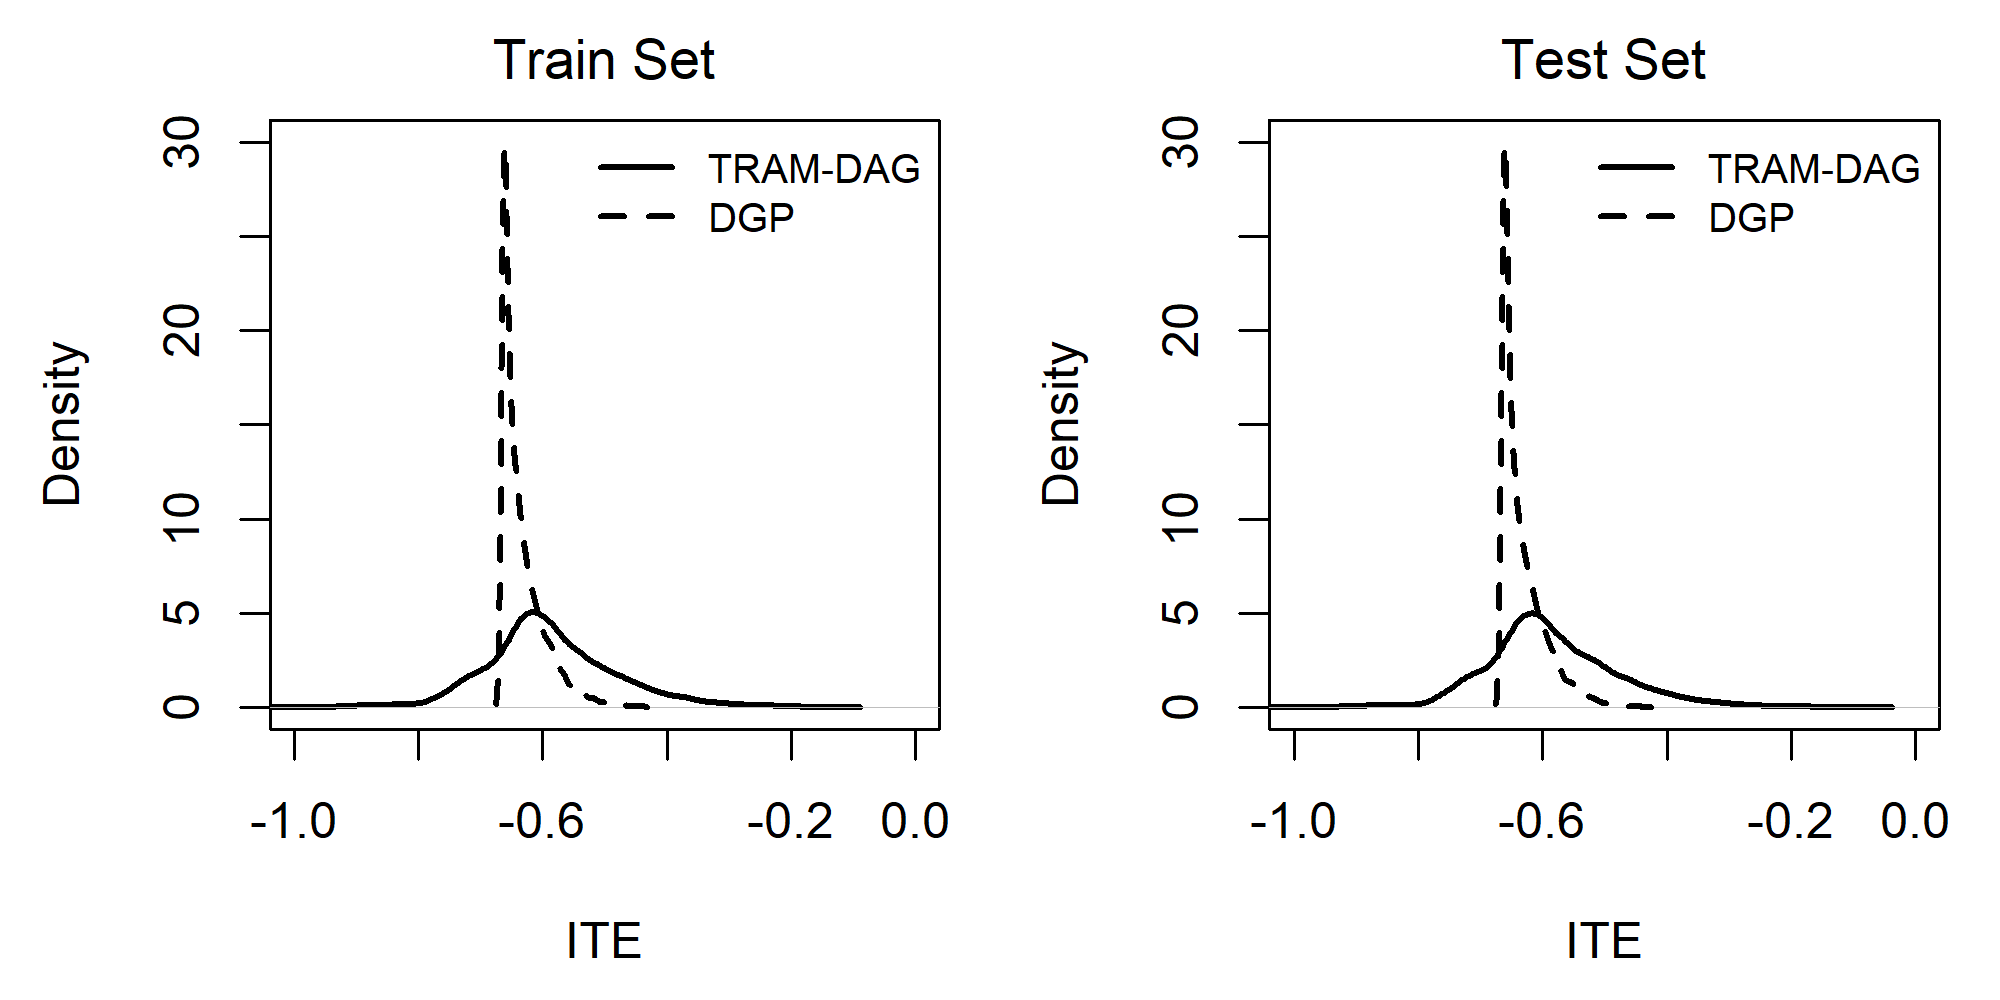 Train Set
Density
30
20
10
5
0
TRAM-DAG
DGP
-1.0 -0.6 -0.2 0.0
ITE
Test Set
Density
30
20
10
5
0
TRAM-DAG
DGP
-1.0 -0.6 -0.2 0.0
ITE